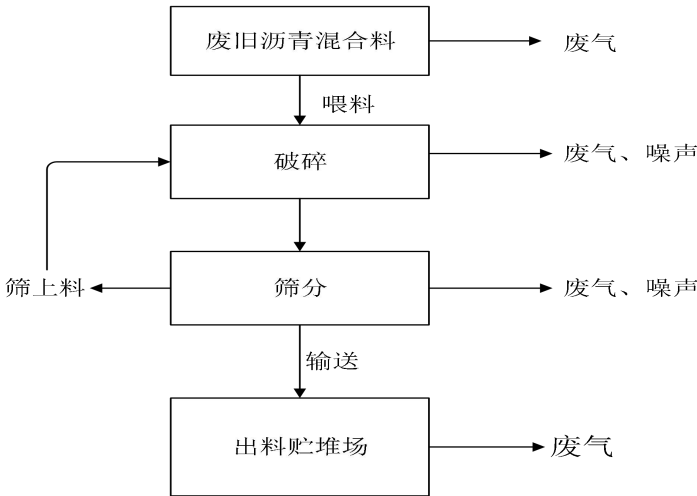 废旧沥青混合料
废气
喂料
破碎
废气、噪声
筛上料
筛分
废气、噪声
输送
出料贮堆场
废气